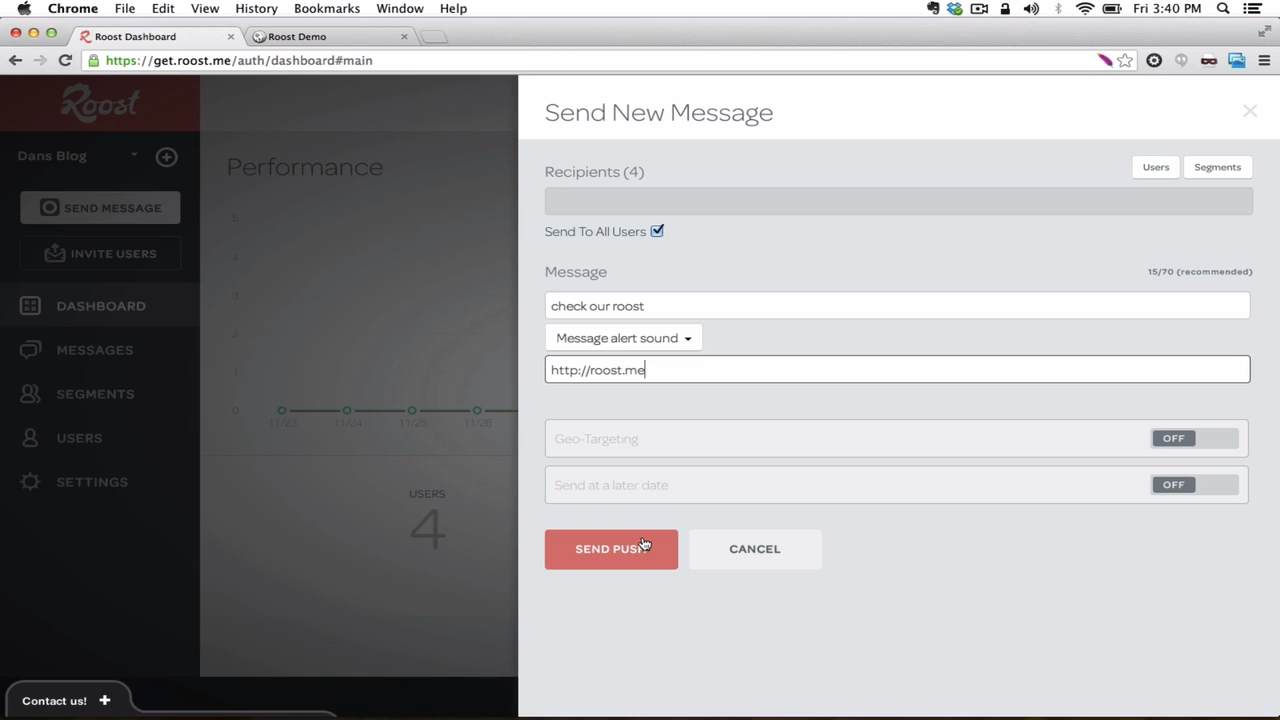 Chrome File Edit View History Bookmarks Window Help Fri 3:40 PM
Roost Dashboard Roost Demo
https://get.roost.me/auth/dashboard#main
Roost
Dans Blog
SEND MESSAGE
INVITE USERS
DASHBOARD
MESSAGES
SEGMENTS
USERS
SETTINGS
Contact us!
Performance
5
4
3
2
1
0
11/23 11/24 11/25 11/26
USERS
4
Send New Message
Recipients (4) Users Segments
Send To All Users
Message 15/70 (recommended)
check our roost
Message alert sound
http://roost.me
Geo-Targeting OFF
Send at a later date OFF
SEND PUSH CANCEL